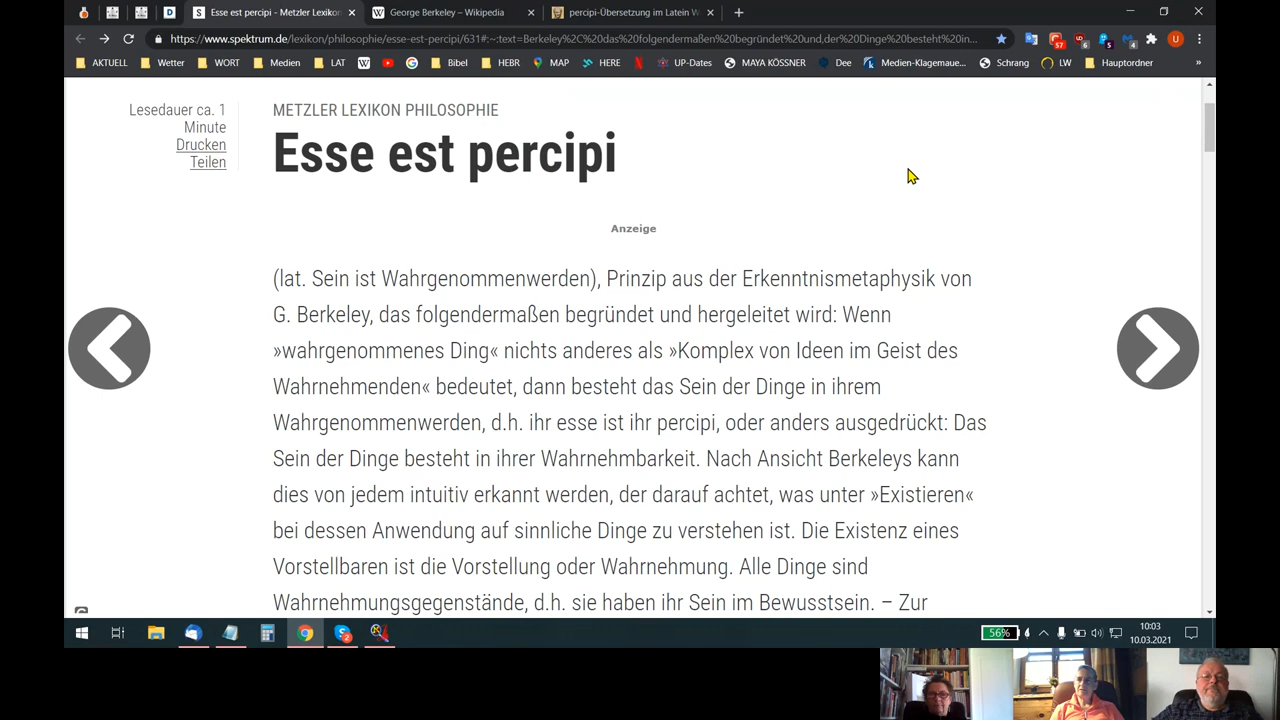 Esse est percipi - Metzler Lexikon
George Berkeley – Wikipedia
percipi-Übersetzung im Latein W
https://www.spektrum.de/lexikon/philosophie/esse-est-percipi/631#:~:text=Berkeley%2C%20das%20folgendermaßen%20begründet%20und,der%20Dinge%20besteht%20in...
57
6
5
4
U
AKTUELL
Wetter
WORT
Medien
LAT
Bibel
HEBR
MAP
HERE
UP-Dates
MAYA KÖSSNER
Dee
Medien-Klagemaue...
Schrang
LW
Hauptordner
»
Lesedauer ca. 1
Minute
Drucken
Teilen
METZLER LEXIKON PHILOSOPHIE
Esse est percipi
Anzeige
(lat. Sein ist Wahrgenommenwerden), Prinzip aus der Erkenntnismetaphysik von
G. Berkeley, das folgendermaßen begründet und hergeleitet wird: Wenn
»wahrgenommenes Ding« nichts anderes als »Komplex von Ideen im Geist des
Wahrnehmenden« bedeutet, dann besteht das Sein der Dinge in ihrem
Wahrgenommenwerden, d.h. ihr esse ist ihr percipi, oder anders ausgedrückt: Das
Sein der Dinge besteht in ihrer Wahrnehmbarkeit. Nach Ansicht Berkeleys kann
dies von jedem intuitiv erkannt werden, der darauf achtet, was unter »Existieren«
bei dessen Anwendung auf sinnliche Dinge zu verstehen ist. Die Existenz eines
Vorstellbaren ist die Vorstellung oder Wahrnehmung. Alle Dinge sind
Wahrnehmungsgegenstände, d.h. sie haben ihr Sein im Bewusstsein. – Zur
56%
10:03
10.03.2021